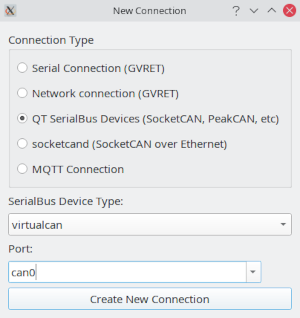 New Connection
Connection Type
Serial Connection (GVRET)
Network connection (GVRET)
QT SerialBus Devices (SocketCAN, PeakCAN, etc)
socketcand (SocketCAN over Ethernet)
MQTT Connection
SerialBus Device Type:
virtualcan
Port:
can0
Create New Connection